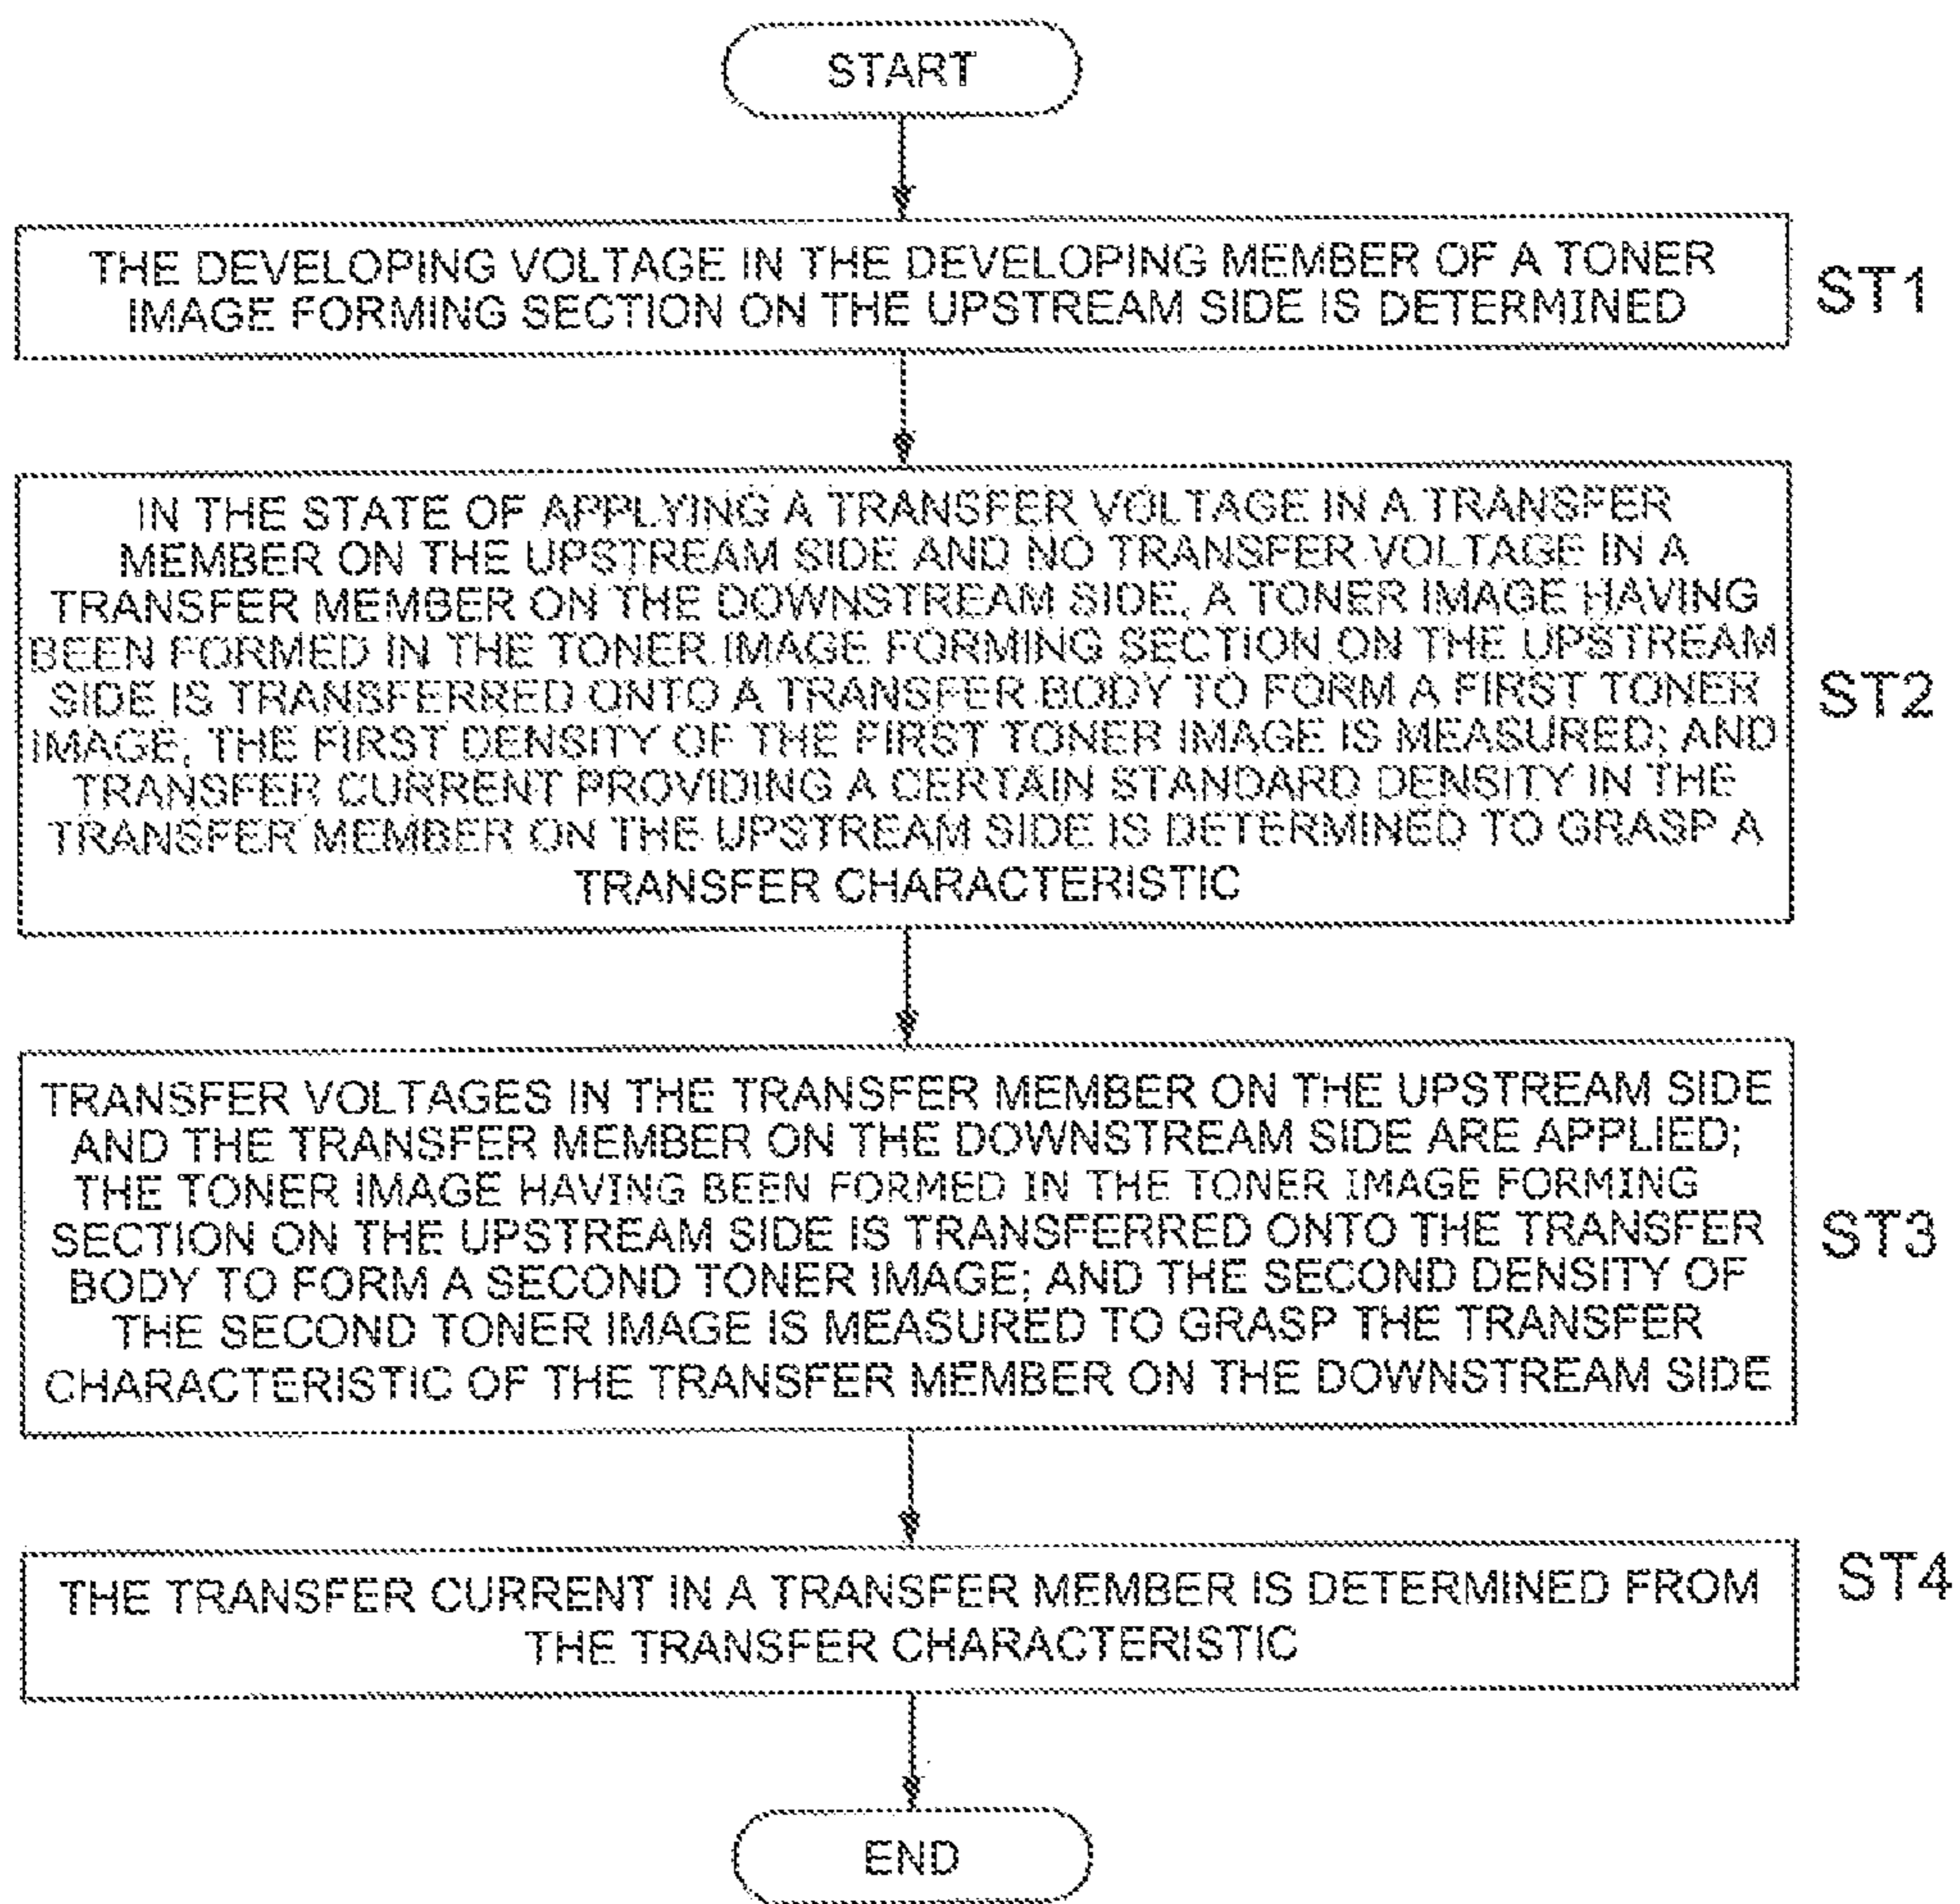 START
THE DEVELOPING VOLTAGE IN THE DEVELOPING MEMBER OF A TONER
IMAGE FORMING SECTION ON THE UPSTREAM SIDE IS DETERMINED
ST1
IN THE STATE OF APPLYING A TRANSFER VOLTAGE IN A TRANSFER
MEMBER ON THE UPSTREAM SIDE AND NO TRANSFER VOLTAGE IN A
TRANSFER MEMBER ON THE DOWNSTREAM SIDE, A TONER IMAGE HAVING
BEEN FORMED IN THE TONER IMAGE FORMING SECTION ON THE UPSTREAM
SIDE IS TRANSFERRED ONTO A TRANSFER BODY TO FORM A FIRST TONER
IMAGE; THE FIRST DENSITY OF THE FIRST TONER IMAGE IS MEASURED; AND
TRANSFER CURRENT PROVIDING A CERTAIN STANDARD DENSITY IN THE
TRANSFER MEMBER ON THE UPSTREAM SIDE IS DETERMINED TO GRASP A
TRANSFER CHARACTERISTIC
ST2
TRANSFER VOLTAGES IN THE TRANSFER MEMBER ON THE UPSTREAM SIDE
AND THE TRANSFER MEMBER ON THE DOWNSTREAM SIDE ARE APPLIED;
THE TONER IMAGE HAVING BEEN FORMED IN THE TONER IMAGE FORMING
SECTION ON THE UPSTREAM SIDE IS TRANSFERRED ONTO THE TRANSFER
BODY TO FORM A SECOND TONER IMAGE; AND THE SECOND DENSITY OF
THE SECOND TONER IMAGE IS MEASURED TO GRASP THE TRANSFER
CHARACTERISTIC OF THE TRANSFER MEMBER ON THE DOWNSTREAM SIDE
ST3
THE TRANSFER CURRENT IN A TRANSFER MEMBER IS DETERMINED FROM
THE TRANSFER CHARACTERISTIC
ST4
END